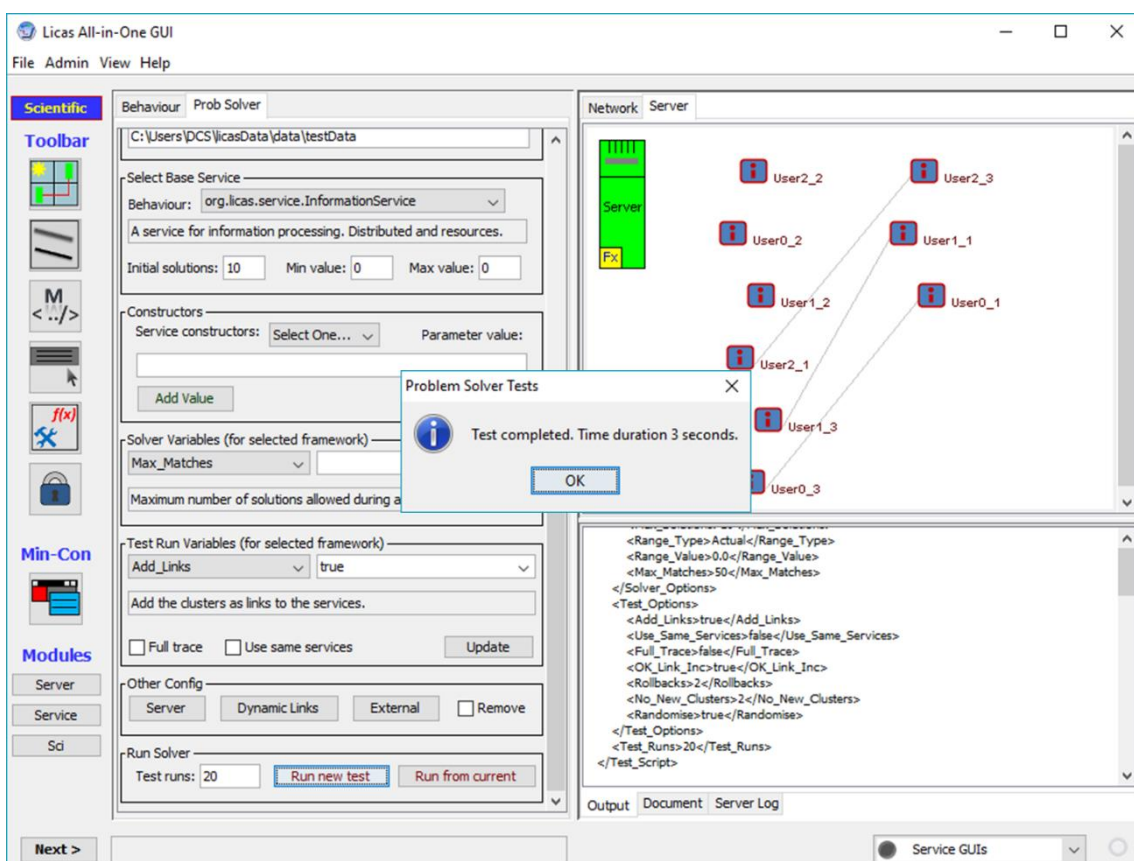 Licas All-in-One GUI
File Admin View Help
Scientific
Toolbar
M
< ../>
f(x)
Min-Con
Modules
Server
Service
Sci
Next >
Behaviour Prob Solver
C:\Users\DCS\licasData\data\testData
Select Base Service
Behaviour: org.licas.service.InformationService
A service for information processing. Distributed and resources.
Initial solutions: 10 Min value: 0 Max value: 0
Constructors
Service constructors: Select One... Parameter value:
Add Value
Solver Variables (for selected framework)
Max_Matches
Maximum number of solutions allowed during a
Test Run Variables (for selected framework)
Add_Links true
Add the clusters as links to the services.
Full trace Use same services Update
Other Config
Server Dynamic Links External Remove
Run Solver
Test runs: 20 Run new test Run from current
Problem Solver Tests
Test completed. Time duration 3 seconds.
OK
Network Server
Server
Fx
User2_2 User2_3
User0_2 User1_1
User1_2 User0_1
User2_1
User1_3
User0_3
<Range_Type>Actual</Range_Type>
<Range_Value>0.0</Range_Value>
<Max_Matches>50</Max_Matches>
</Solver_Options>
<Test_Options>
<Add_Links>true</Add_Links>
<Use_Same_Services>false</Use_Same_Services>
<Full_Trace>false</Full_Trace>
<OK_Link_Inc>true</OK_Link_Inc>
<Rollbacks>2</Rollbacks>
<No_New_Clusters>2</No_New_Clusters>
<Randomise>true</Randomise>
</Test_Options>
<Test_Runs>20</Test_Runs>
</Test_Script>
Output Document Server Log
Service GUIs